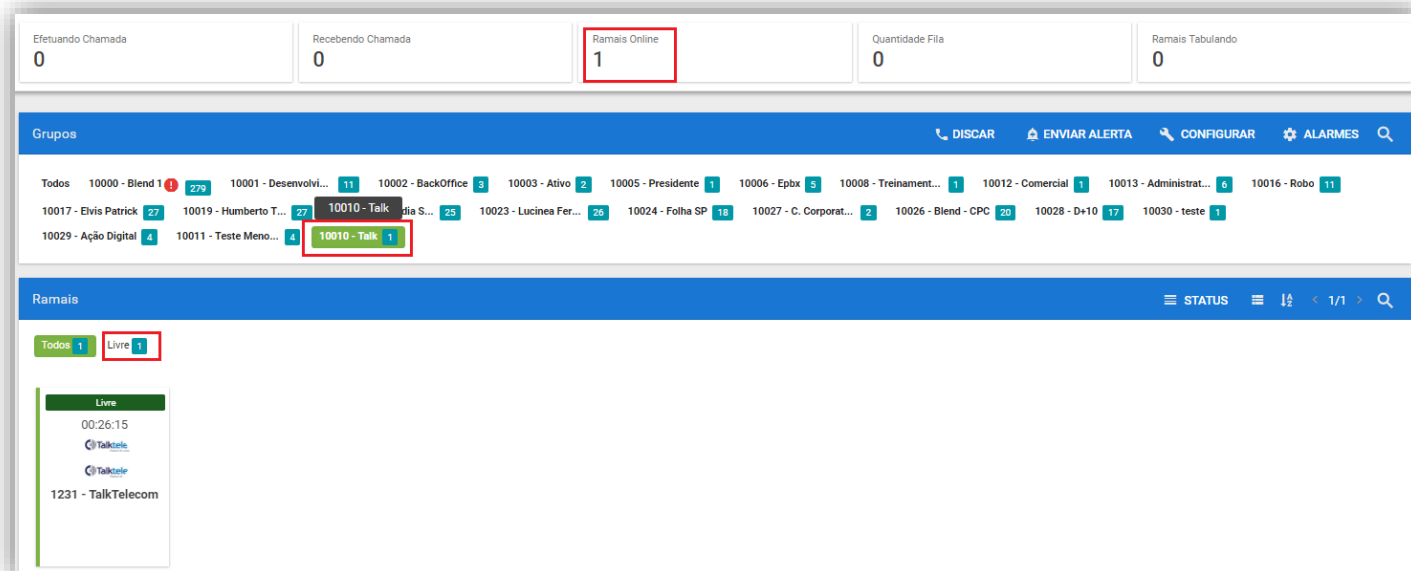 Efetuando Chamada
0
Recebendo Chamada
0
Ramais Online
1
Quantidade Fila
0
Ramais Tabulando
0
Grupos DISCAR ENVIAR ALERTA CONFIGURAR ALARMES
Todos 10000 - Blend 1 279 10001 - Desenvolvi... 11 10002 - BackOffice 3 10003 - Ativo 2 10005 - Presidente 1 10006 - Epbx 5 10008 - Treinament... 1 10012 - Comercial 1 10013 - Administrat... 6 10016 - Robo 11
10017 - Elvis Patrick 27 10019 - Humberto T... 27 10010 - Talk dia S... 25 10023 - Lucinea Fer... 26 10024 - Folha SP 18 10027 - C. Corporat... 2 10026 - Blend - CPC 20 10028 - D+10 17 10030 - teste 1
10029 - Ação Digital 4 10011 - Teste Meno... 4 10010 - Talk 1
Ramais STATUS 1/1
Todos 1 Livre 1
Livre
00:26:15
Talktele
Talktele
1231 - TalkTelecom